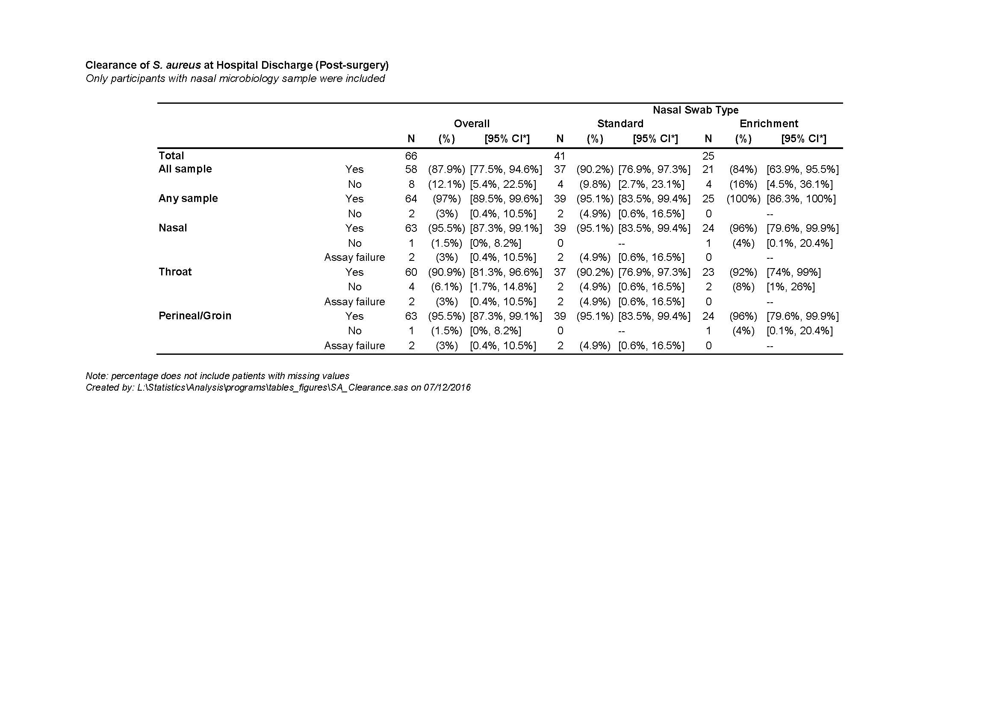 Clearance of S. aureus at Hospital Discharge (Post-surgery)
Only participants with nasal microbiology sample were included
Nasal Swab Type
Overall Standard Enrichment
N (%) [95% CI*] N (%) [95% CI*] N (%) [95% CI*]
Total 66 41 25
All sample Yes 58 (87.9%) [77.5%, 94.6%] 37 (90.2%) [76.9%, 97.3%] 21 (84%) [63.9%, 95.5%]
No 8 (12.1%) [5.4%, 22.5%] 4 (9.8%) [2.7%, 23.1%] 4 (16%) [4.5%, 36.1%]
Any sample Yes 64 (97%) [89.5%, 99.6%] 39 (95.1%) [83.5%, 99.4%] 25 (100%) [86.3%, 100%]
No 2 (3%) [0.4%, 10.5%] 2 (4.9%) [0.6%, 16.5%] 0 --
Nasal Yes 63 (95.5%) [87.3%, 99.1%] 39 (95.1%) [83.5%, 99.4%] 24 (96%) [79.6%, 99.9%]
No 1 (1.5%) [0%, 8.2%] 0 -- 1 (4%) [0.1%, 20.4%]
Assay failure 2 (3%) [0.4%, 10.5%] 2 (4.9%) [0.6%, 16.5%] 0 --
Throat Yes 60 (90.9%) [81.3%, 96.6%] 37 (90.2%) [76.9%, 97.3%] 23 (92%) [74%, 99%]
No 4 (6.1%) [1.7%, 14.8%] 2 (4.9%) [0.6%, 16.5%] 2 (8%) [1%, 26%]
Assay failure 2 (3%) [0.4%, 10.5%] 2 (4.9%) [0.6%, 16.5%] 0 --
Perineal/Groin Yes 63 (95.5%) [87.3%, 99.1%] 39 (95.1%) [83.5%, 99.4%] 24 (96%) [79.6%, 99.9%]
No 1 (1.5%) [0%, 8.2%] 0 -- 1 (4%) [0.1%, 20.4%]
Assay failure 2 (3%) [0.4%, 10.5%] 2 (4.9%) [0.6%, 16.5%] 0 --
Note: percentage does not include patients with missing values
Created by: L:\Statistics\Analysis\programs\tables_figures\SA_Clearance.sas on 07/12/2016